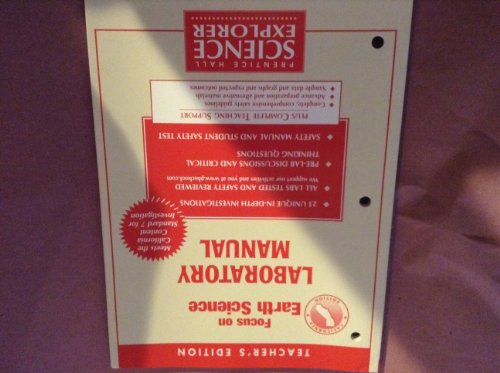 TEACHER'S EDITION
CALIFORNIA
EDITION
Focus on
Earth Science
LABORATORY
MANUAL
Meets the
California
Content
Standard 7 for
Investigation
◆ 25 UNIQUE IN-DEPTH INVESTIGATIONS
◆ ALL LABS TESTED AND SAFETY REVIEWED
We support our activities and you at www.phschool.com
◆ PRE-LAB DISCUSSIONS AND CRITICAL
THINKING QUESTIONS
◆ SAFETY MANUAL AND STUDENT SAFETY TEST
PLUS COMPLETE TEACHING SUPPORT
◆ Complete, comprehensive safety guidelines
◆ Advance preparation and alternative materials
◆ Sample data and graphs and expected outcomes
PRENTICE HALL
SCIENCE
EXPLORER